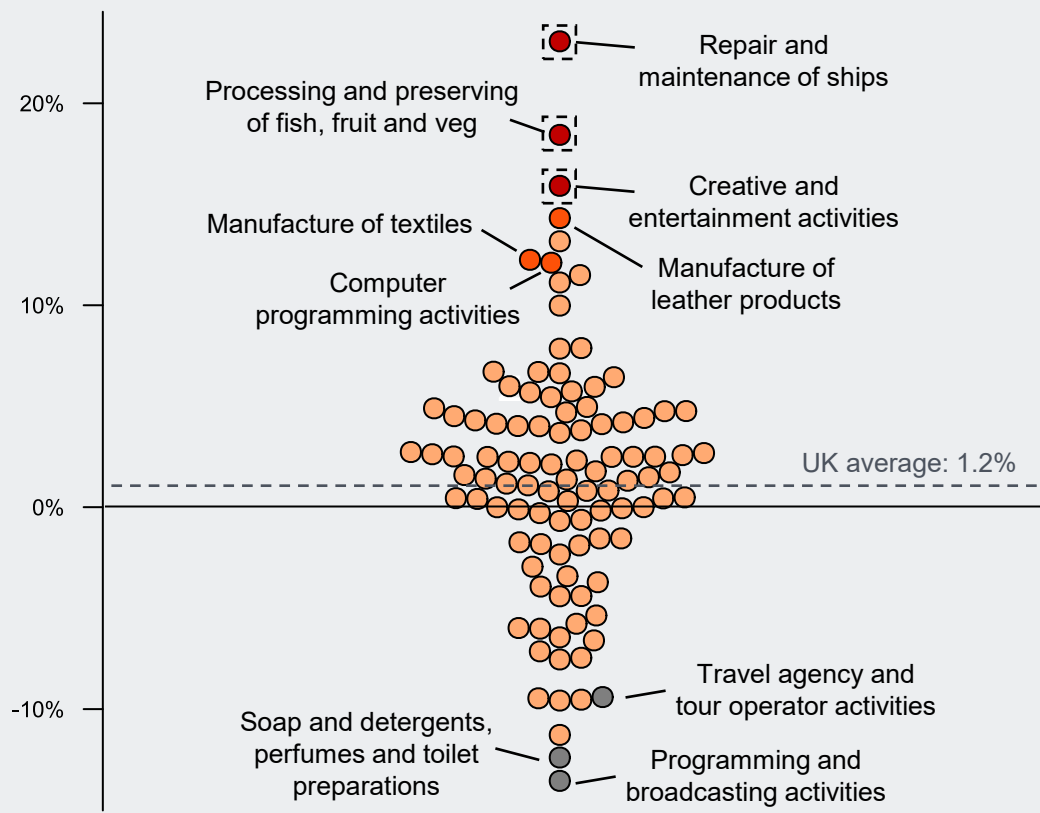 Repair and
maintenance of ships
Processing and preserving
of fish, fruit and veg
20%
Creative and
entertainment activities
Manufacture of textiles
Manufacture of
leather products
Computer
programming activities
10%
UK average: 1.2%
0%
Travel agency and
tour operator activities
-10%
Soap and detergents,
perfumes and toilet
preparations
Programming and
broadcasting activities